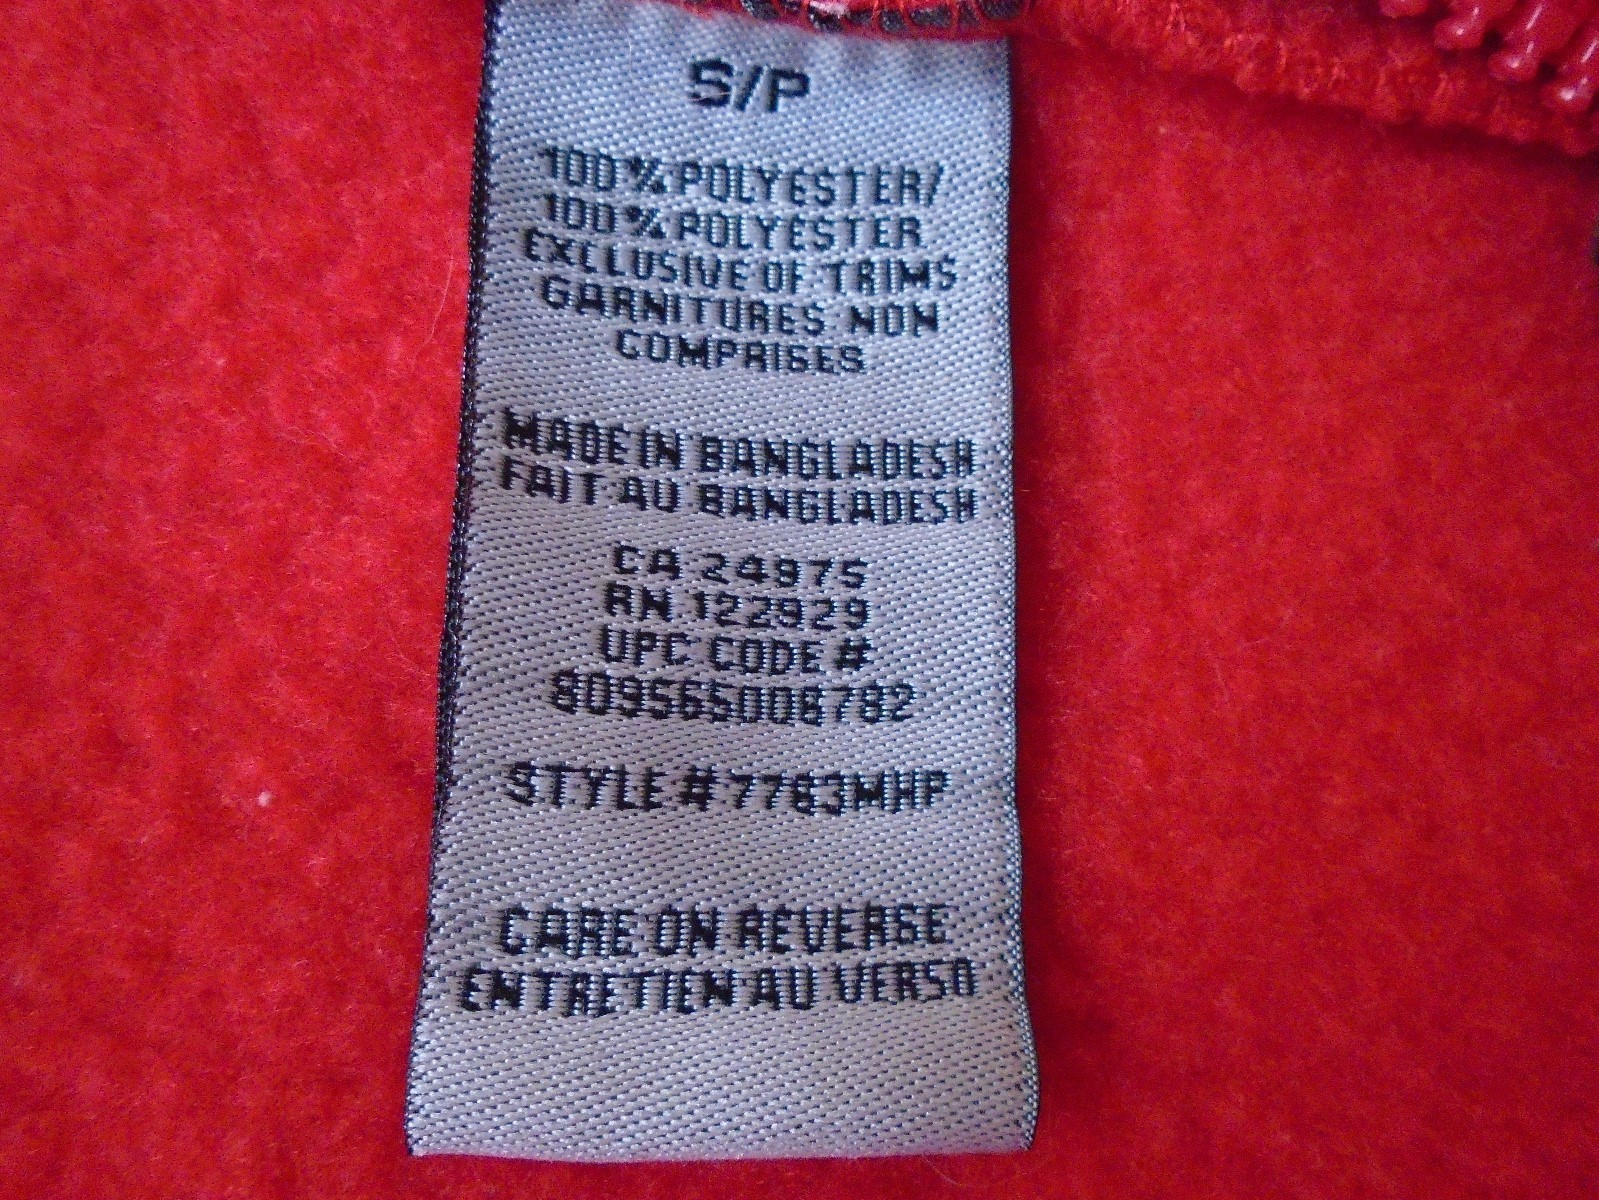 S/P
100% POLYESTER/
100% POLYESTER
EXCLUSIVE OF TRIMS
GARNITURES NON
COMPRISES
MADE IN BANGLADESH
FAIT AU BANGLADESH
CA 24975
RN 122929
UPC CODE #
809565008782
STYLE # 7783MHP
CARE ON REVERSE
ENTRETIEN AU VERSO